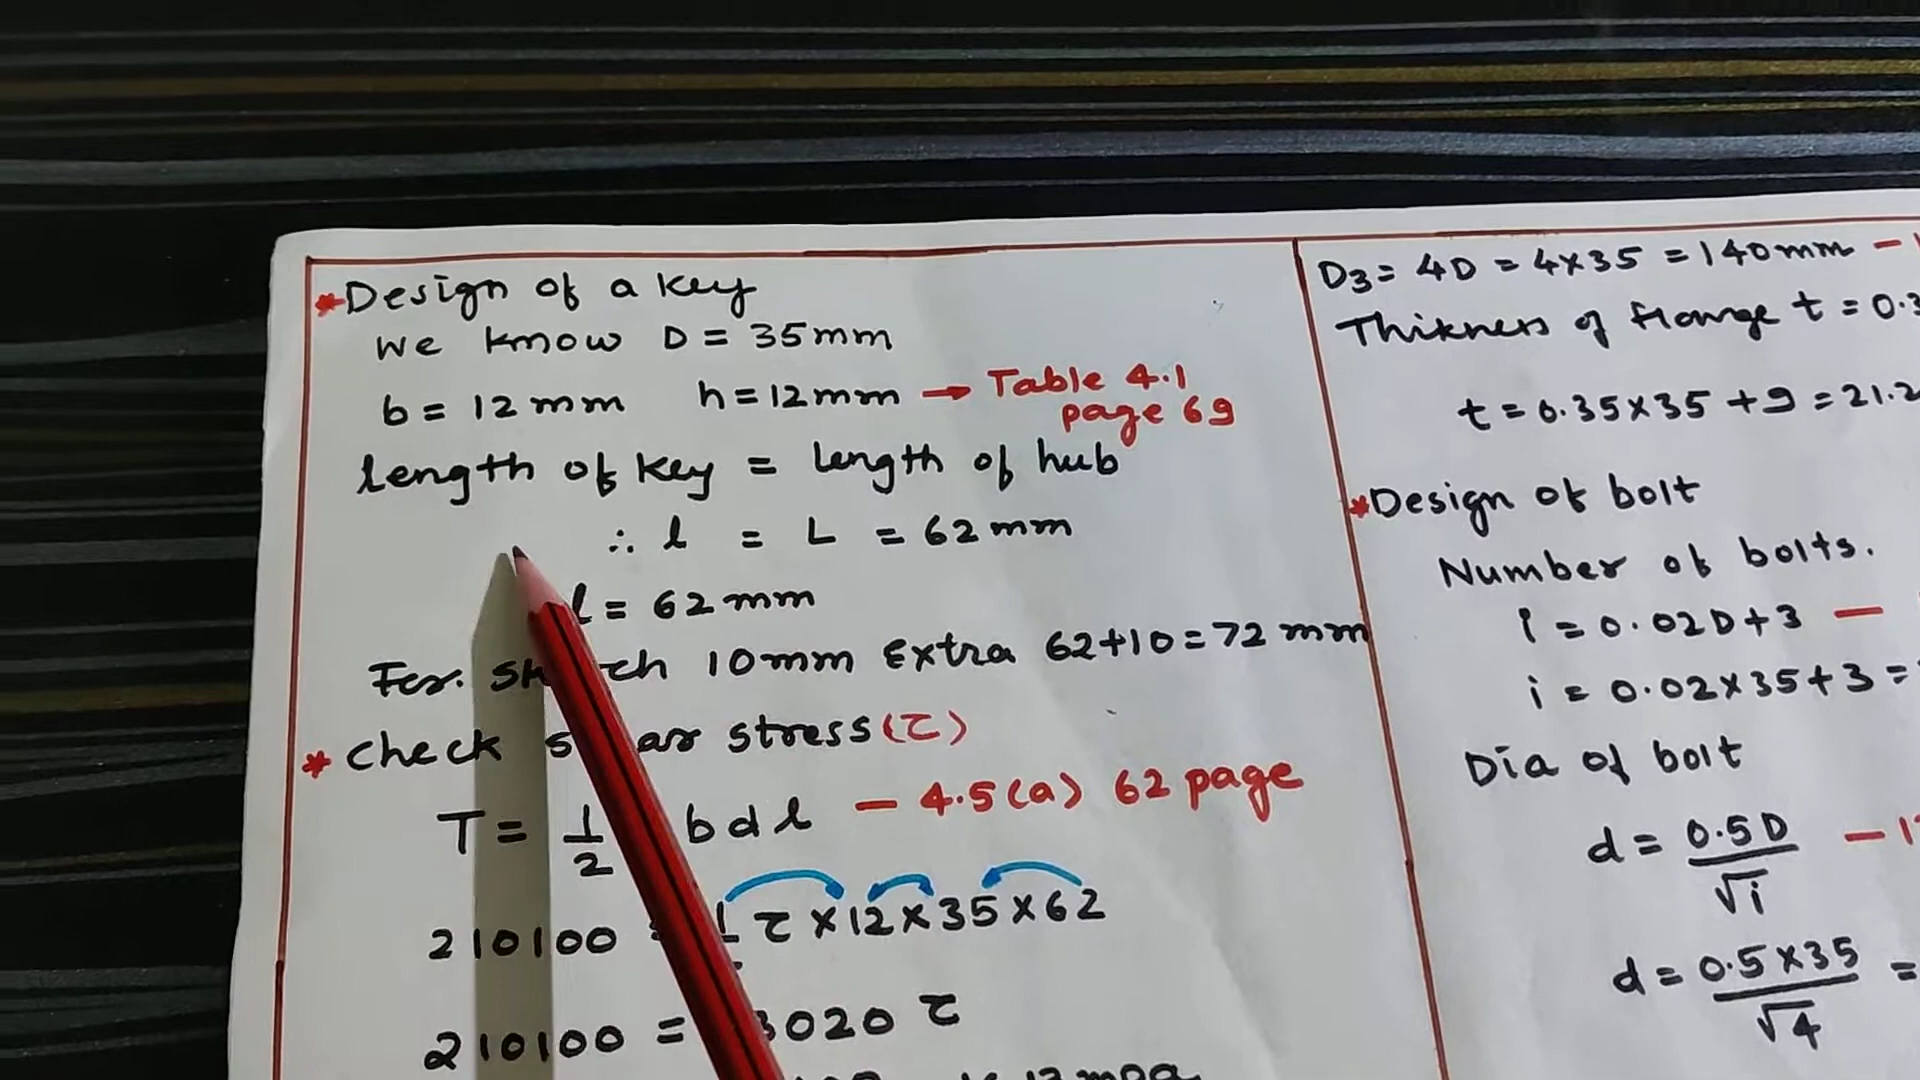 *Design of a key
We know D = 35mm
b = 12mm h = 12mm → Table 4.1
page 69
length of key = length of hub
∴ l = L = 62mm
l = 62mm
For. 10mm Extra 62+10=72mm
* Check stress (τ)
T = 1/2 b d l — 4.5(a) 62 page
210100 = τ × 12 × 35 × 62
210100 = 3020 τ
D3 = 4D = 4×35 = 140mm —
Thikness of flange t = 0.3
t = 0.35×35 + 9 = 21.2
*Design of bolt
Number of bolts.
i = 0.02D+3 —
i = 0.02×35+3 =
Dia of bolt
d = 0.5D/√i — 1
d = 0.5×35/√4 =